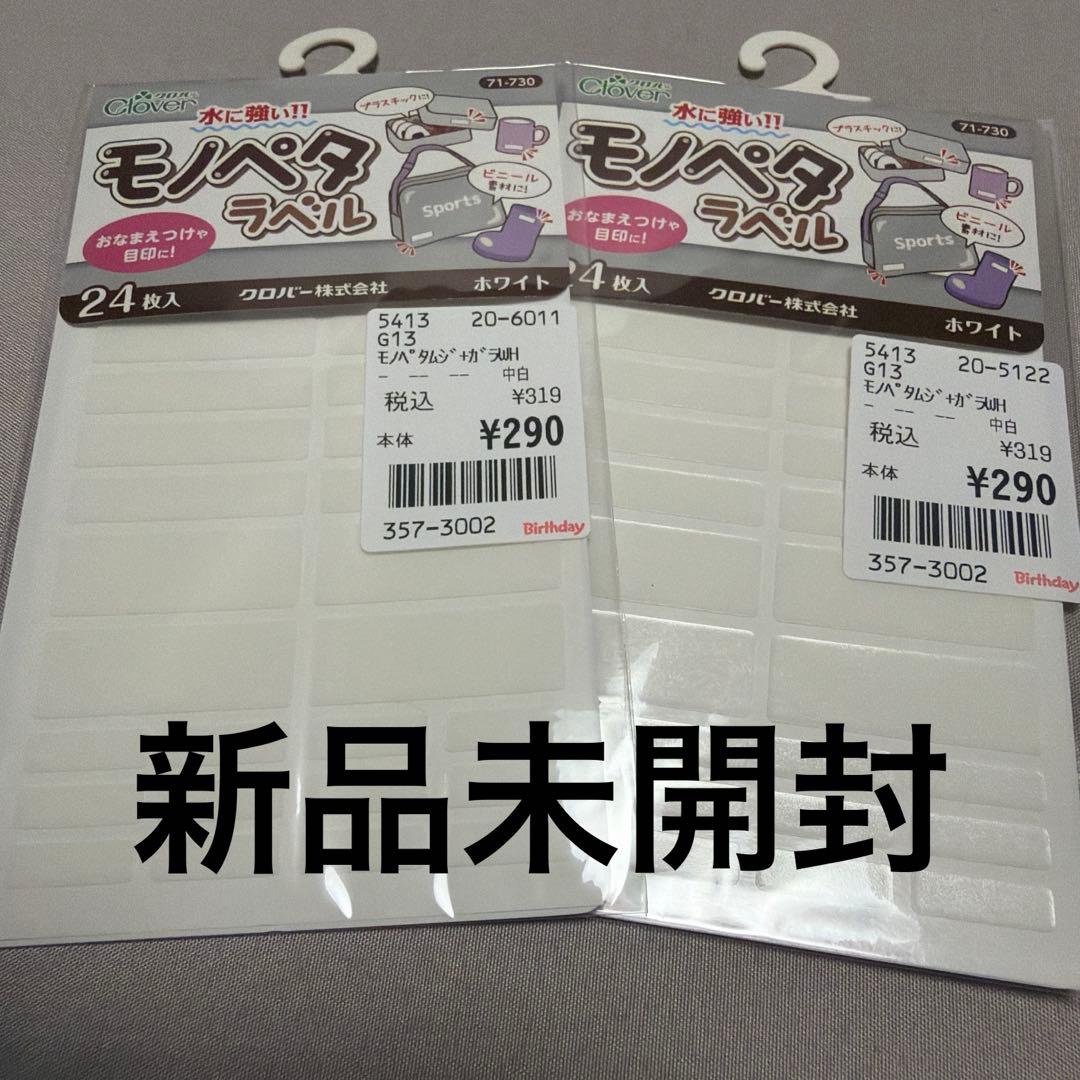 クロバー
Clover
71-730
水に強い!!
モノペタ
ラベル
おなまえつけや
目印に!
プラスチックに!
ビニール
素材に!
Sports
24枚入
クロバー株式会社
ホワイト
5413 20-6011
G13
ﾓﾉﾍﾟﾀﾑｼﾞ+ｶﾞﾗWH
- -- -- 中白
税込 ¥319
本体 ¥290
357-3002 Birthday
クロバー
Clover
71-730
水に強い!!
モノペタ
ラベル
おなまえつけや
目印に!
プラスチックに!
ビニール
素材に!
Sports
24枚入
クロバー株式会社
ホワイト
5413 20-5122
G13
ﾓﾉﾍﾟﾀﾑｼﾞ+ｶﾞﾗWH
- -- -- 中白
税込 ¥319
本体 ¥290
357-3002 Birthday
新品未開封